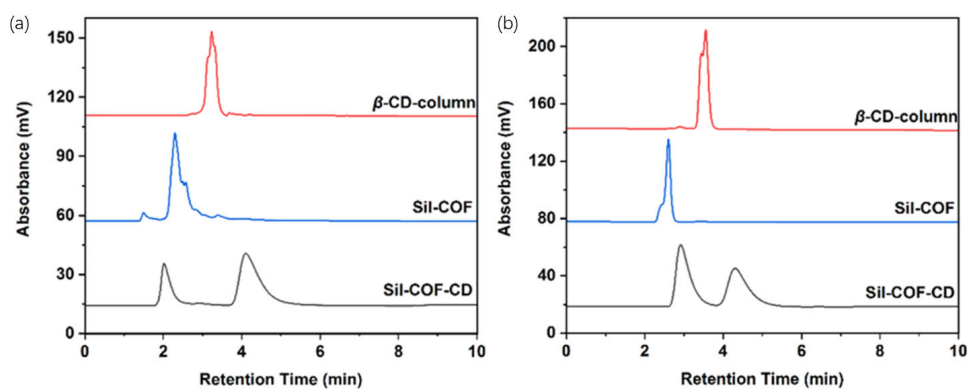 (a)
150
120
90
60
30
0
Absorbance (mV)
β-CD-column
Sil-COF
Sil-COF-CD
0 2 4 6 8 10
Retention Time (min)
(b)
200
160
120
80
40
0
Absorbance (mV)
β-CD-column
Sil-COF
Sil-COF-CD
0 2 4 6 8 10
Retention Time (min)